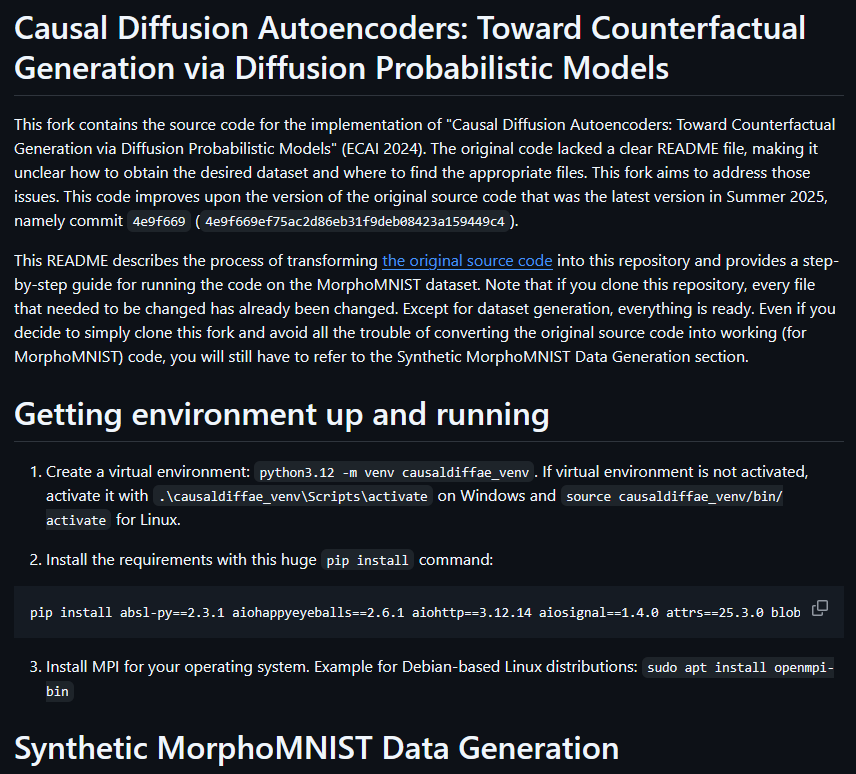 Causal Diffusion Autoencoders: Toward Counterfactual
Generation via Diffusion Probabilistic Models
This fork contains the source code for the implementation of "Causal Diffusion Autoencoders: Toward Counterfactual
Generation via Diffusion Probabilistic Models" (ECAI 2024). The original code lacked a clear README file, making it
unclear how to obtain the desired dataset and where to find the appropriate files. This fork aims to address those
issues. This code improves upon the version of the original source code that was the latest version in Summer 2025,
namely commit 4e9f669 (4e9f669ef75ac2d86eb31f9deb08423a159449c4).
This README describes the process of transforming the original source code into this repository and provides a step-
by-step guide for running the code on the MorphoMNIST dataset. Note that if you clone this repository, every file
that needed to be changed has already been changed. Except for dataset generation, everything is ready. Even if you
decide to simply clone this fork and avoid all the trouble of converting the original source code into working (for
MorphoMNIST) code, you will still have to refer to the Synthetic MorphoMNIST Data Generation section.
Getting environment up and running
1. Create a virtual environment: python3.12 -m venv causaldiffae_venv. If virtual environment is not activated,
activate it with .\causaldiffae_venv\Scripts\activate on Windows and source causaldiffae_venv/bin/
activate for Linux.
2. Install the requirements with this huge pip install command:
pip install absl-py==2.3.1 aiohappyeyeballs==2.6.1 aiohttp==3.12.14 aiosignal==1.4.0 attrs==25.3.0 blob
3. Install MPI for your operating system. Example for Debian-based Linux distributions: sudo apt install openmpi-
bin
Synthetic MorphoMNIST Data Generation